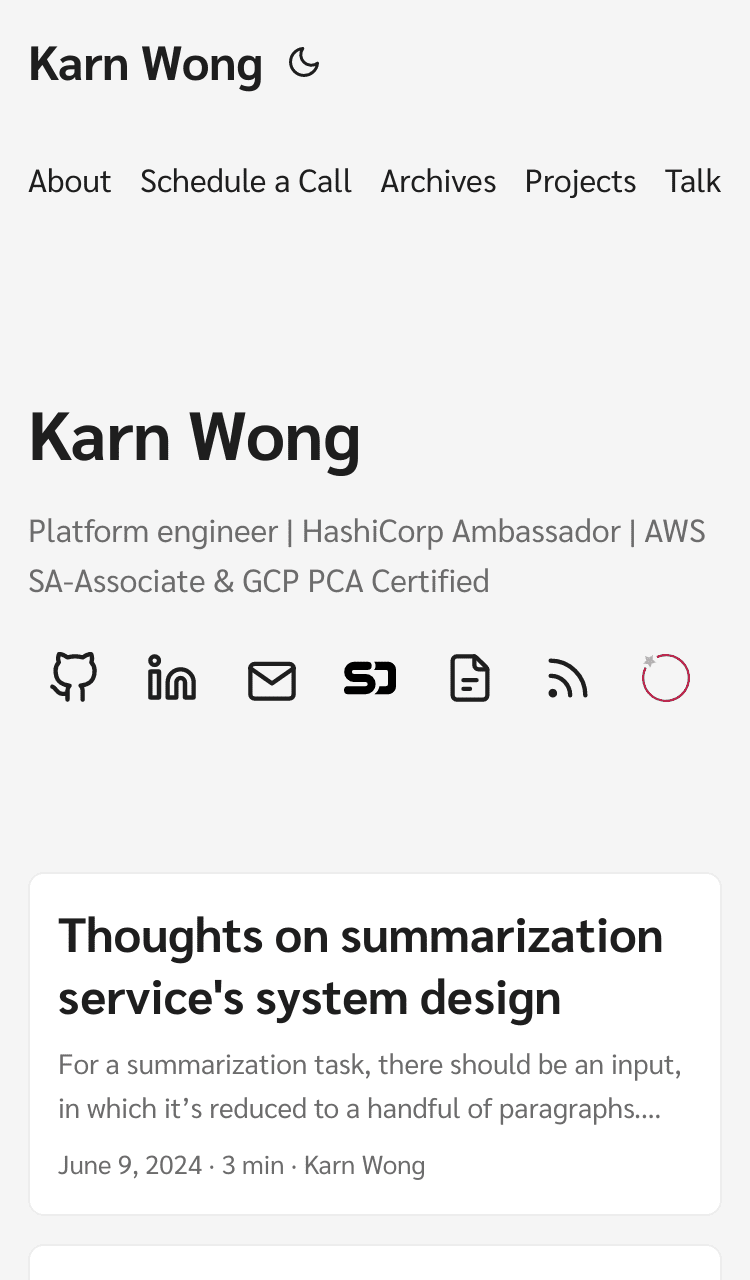 Karn Wong
About Schedule a Call Archives Projects Talk
Karn Wong
Platform engineer | HashiCorp Ambassador | AWS
SA-Associate & GCP PCA Certified
Thoughts on summarization
service's system design
For a summarization task, there should be an input,
in which it’s reduced to a handful of paragraphs....
June 9, 2024 · 3 min · Karn Wong